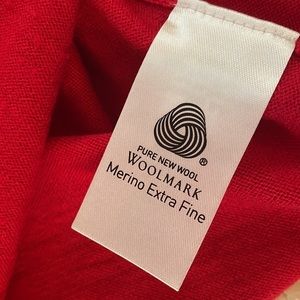 PURE NEW WOOL
®
WOOLMARK
Merino Extra Fine